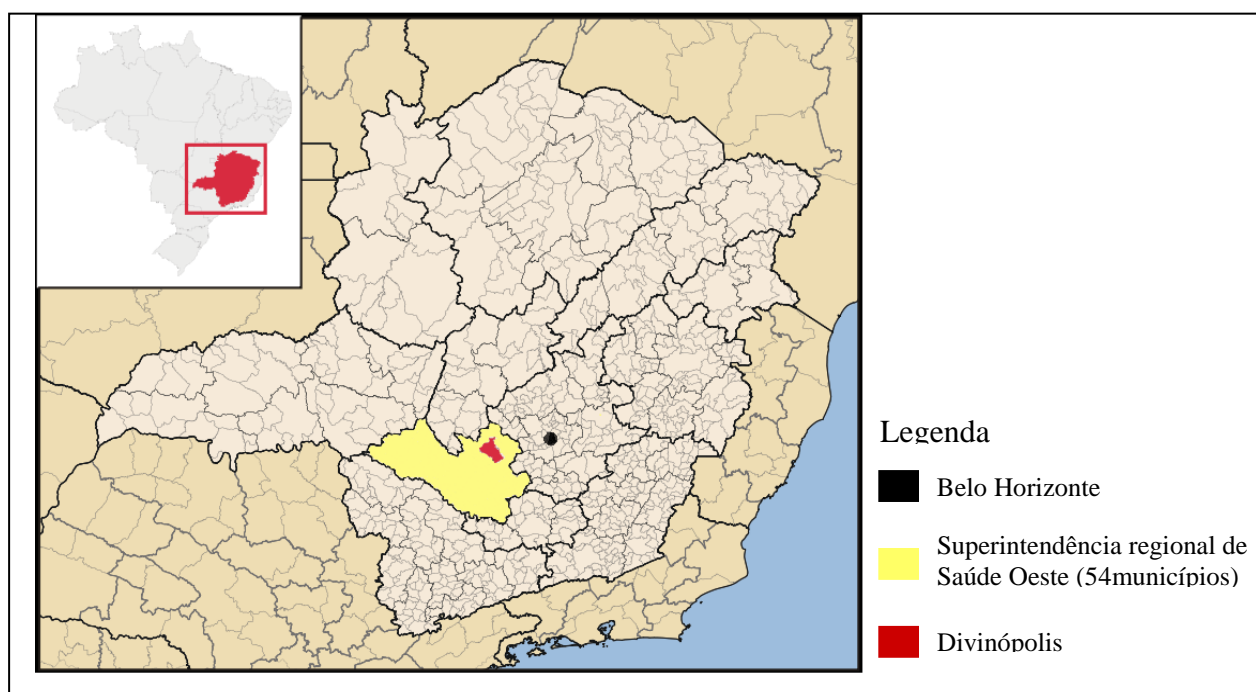 Legenda
Belo Horizonte
Superintendência regional de
Saúde Oeste (54municípios)
Divinópolis